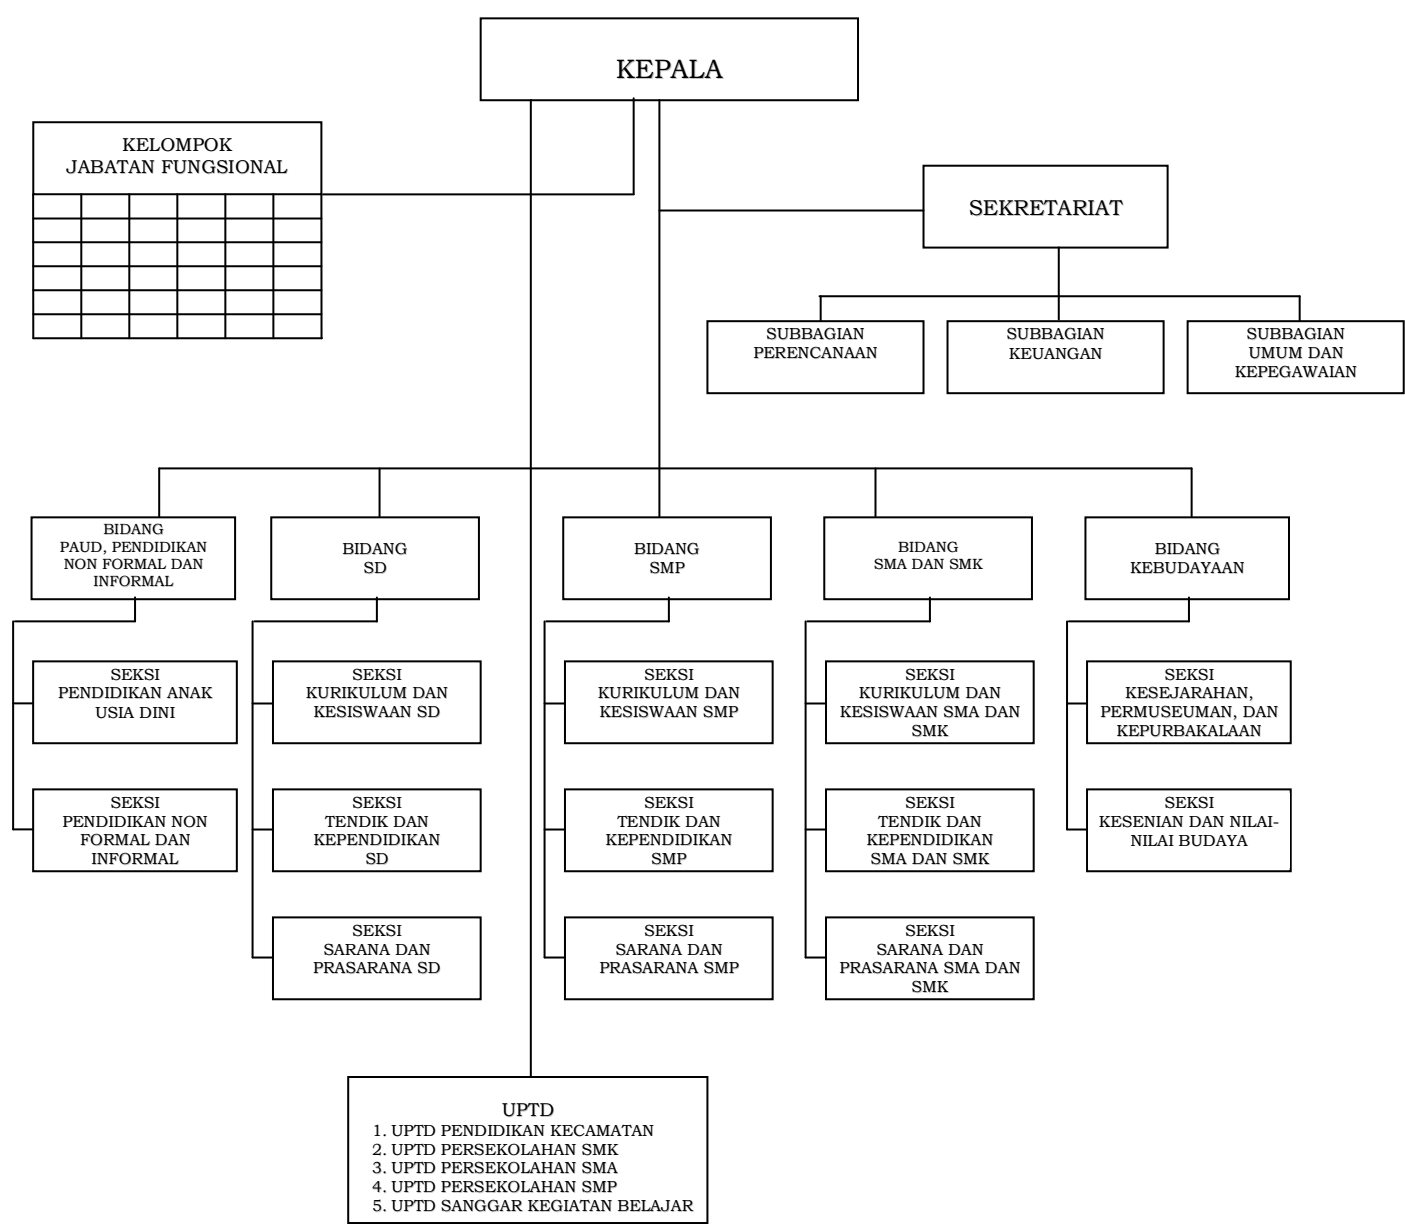 KEPALA
KELOMPOK
JABATAN FUNGSIONAL
SEKRETARIAT
SUBBAGIAN
PERENCANAAN
SUBBAGIAN
KEUANGAN
SUBBAGIAN
UMUM DAN
KEPEGAWAIAN
BIDANG
PAUD, PENDIDIKAN
NON FORMAL DAN
INFORMAL
BIDANG
SD
BIDANG
SMP
BIDANG
SMA DAN SMK
BIDANG
KEBUDAYAAN
SEKSI
PENDIDIKAN ANAK
USIA DINI
SEKSI
KURIKULUM DAN
KESISWAAN SD
SEKSI
KURIKULUM DAN
KESISWAAN SMP
SEKSI
KURIKULUM DAN
KESISWAAN SMA DAN
SMK
SEKSI
KESEJARAHAN,
PERMUSEUMAN, DAN
KEPURBAKALAAN
SEKSI
PENDIDIKAN NON
FORMAL DAN
INFORMAL
SEKSI
TENDIK DAN
KEPENDIDIKAN
SD
SEKSI
TENDIK DAN
KEPENDIDIKAN
SMP
SEKSI
TENDIK DAN
KEPENDIDIKAN
SMA DAN SMK
SEKSI
KESENIAN DAN NILAI-
NILAI BUDAYA
SEKSI
SARANA DAN
PRASARANA SD
SEKSI
SARANA DAN
PRASARANA SMP
SEKSI
SARANA DAN
PRASARANA SMA DAN
SMK
UPTD
1. UPTD PENDIDIKAN KECAMATAN
2. UPTD PERSEKOLAHAN SMK
3. UPTD PERSEKOLAHAN SMA
4. UPTD PERSEKOLAHAN SMP
5. UPTD SANGGAR KEGIATAN BELAJAR